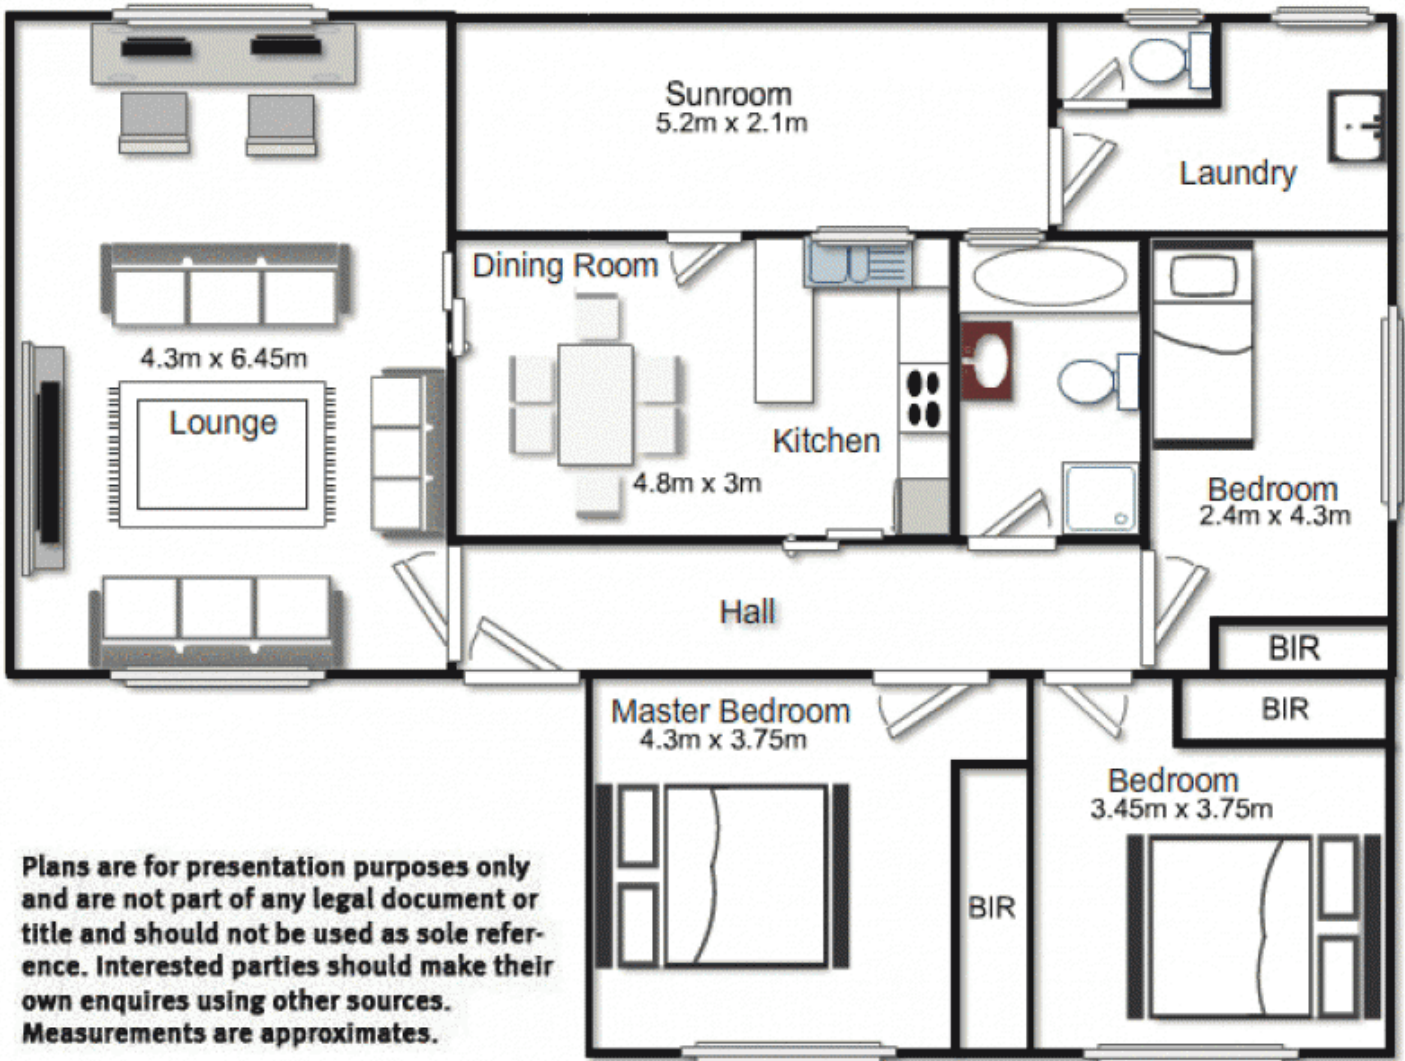 Sunroom
5.2m x 2.1m
Laundry
Dining Room
4.3m x 6.45m
Lounge
Kitchen
4.8m x 3m
Bedroom
2.4m x 4.3m
Hall
BIR
Master Bedroom
4.3m x 3.75m
BIR
Bedroom
3.45m x 3.75m
BIR
Plans are for presentation purposes only
and are not part of any legal document or
title and should not be used as sole refer-
ence. Interested parties should make their
own enquires using other sources.
Measurements are approximates.